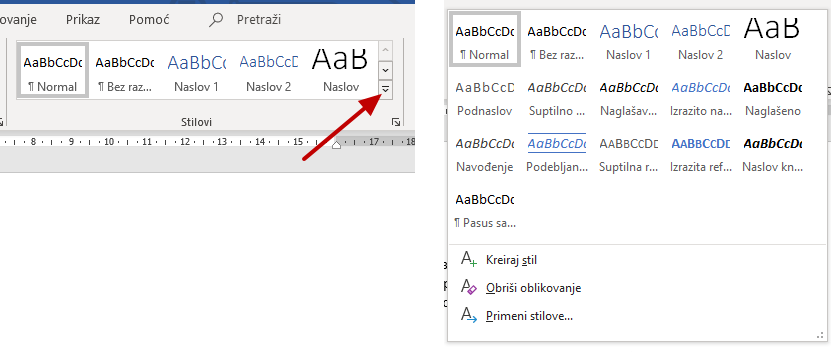 ovanje Prikaz Pomoć Pretraži
AaBbCcDc AaBbCcDc AaBbCc AaBbCcD AaB
¶ Normal ¶ Bez raz... Naslov 1 Naslov 2 Naslov
Stilovi
8 9 10 11 12 13 14 15 17 18
AaBbCcDc AaBbCcDc AaBbCc AaBbCcD AaB
¶ Normal ¶ Bez raz... Naslov 1 Naslov 2 Naslov
AaBbCcD AaBbCcDc AaBbCcDc AaBbCcDc AaBbCcDc
Podnaslov Suptilno ... Naglašav... Izrazito na... Naglašeno
AaBbCcDc AaBbCcDc AABBCCDD AABBCCDD AaBbCcDc
Navođenje Podebljan... Suptilna r... Izrazita ref... Naslov kn...
AaBbCcDc
¶ Pasus sa...
Kreiraj stil
Obriši oblikovanje
Primeni stilove...